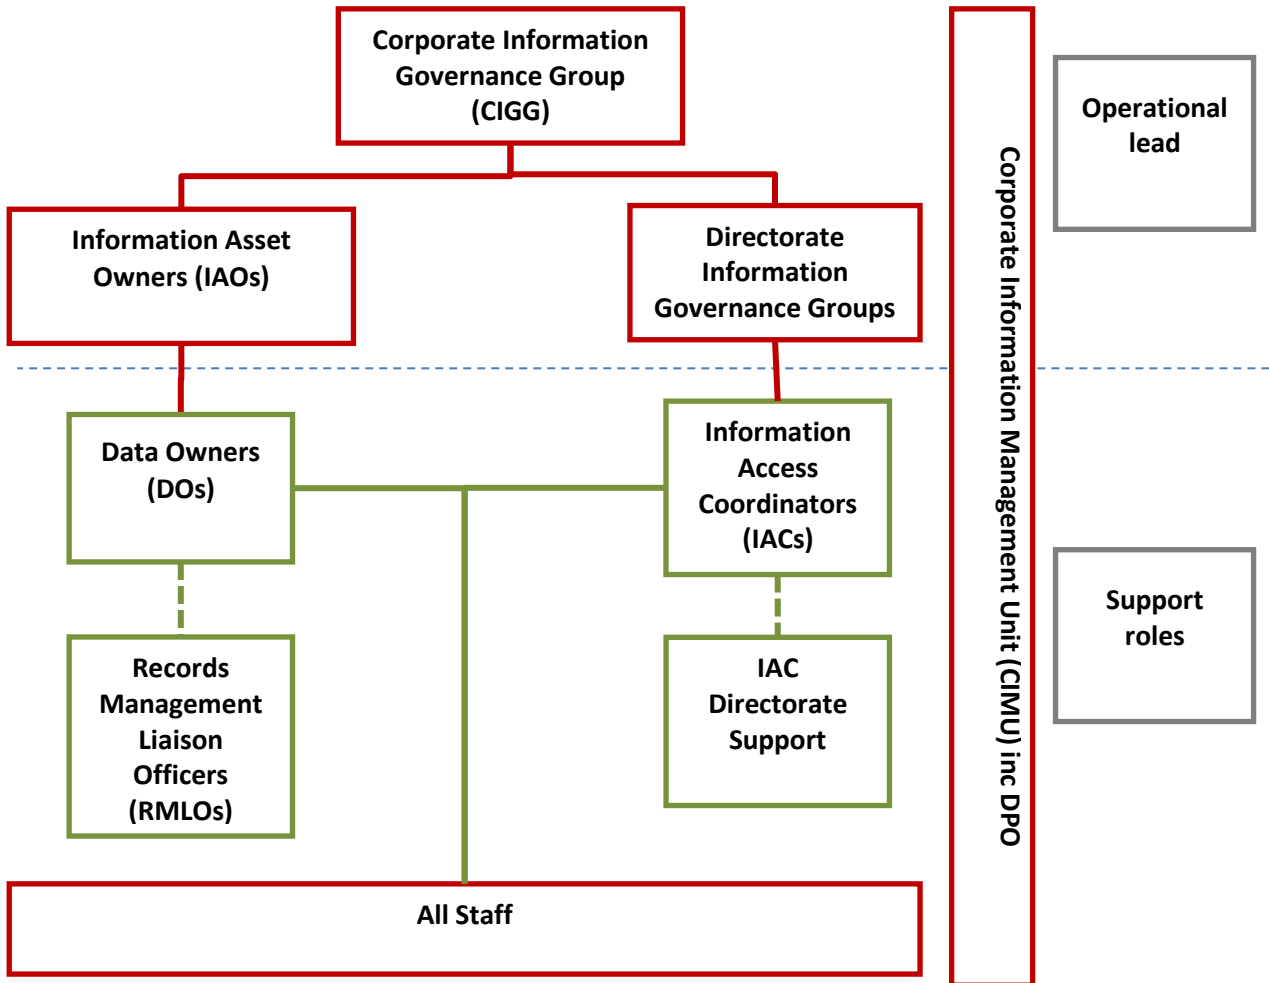 Corporate Information
Governance Group
(CIGG)
Operational
lead
Information Asset
Owners (IAOs)
Directorate
Information
Governance Groups
Corporate Information Management Unit (CIMU) inc DPO
Data Owners
(DOs)
Information
Access
Coordinators
(IACs)
Support
roles
Records
Management
Liaison
Officers
(RMLOs)
IAC
Directorate
Support
All Staff